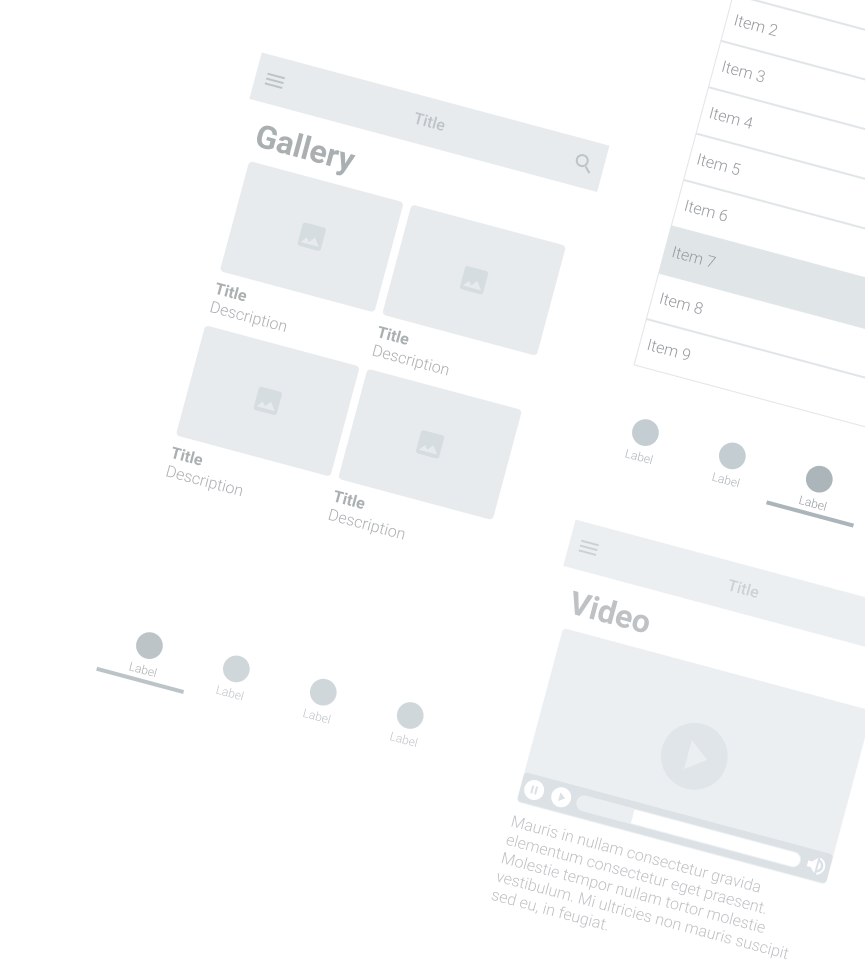 Title
Gallery
Title
Description
Title
Description
Title
Description
Title
Description
Label
Label
Label
Label
Item 2
Item 3
Item 4
Item 5
Item 6
Item 7
Item 8
Item 9
Label
Label
Label
Title
Video
Mauris in nullam consectetur gravida
elementum consectetur eget praesent.
Molestie tempor nullam tortor molestie
vestibulum. Mi ultricies non mauris suscipit
sed eu, in feugiat.